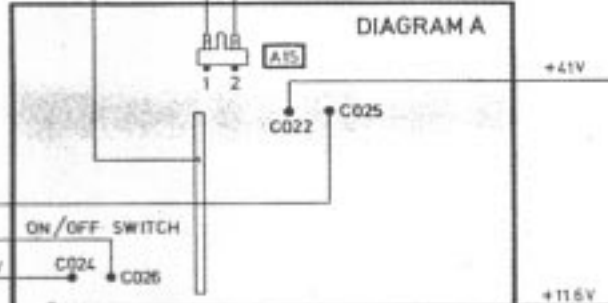 DIAGRAM A
A15
1 2
+41V
C022
C025
ON/OFF SWITCH
C024
C026
+11.6V